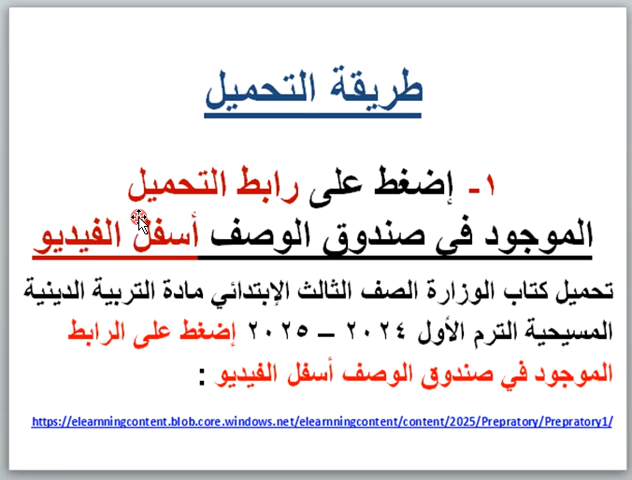 طريقة التحميل
١- إضغط على رابط التحميل
الموجود في صندوق الوصف أسفل الفيديو
تحميل كتاب الوزارة الصف الثالث الإبتدائي مادة التربية الدينية
المسيحية الترم الأول ٢٠٢٤ – ٢٠٢٥ إضغط على الرابط
الموجود في صندوق الوصف أسفل الفيديو :
https://elearnningcontent.blob.core.windows.net/elearnningcontent/content/2025/Prepratory/Prepratory1/